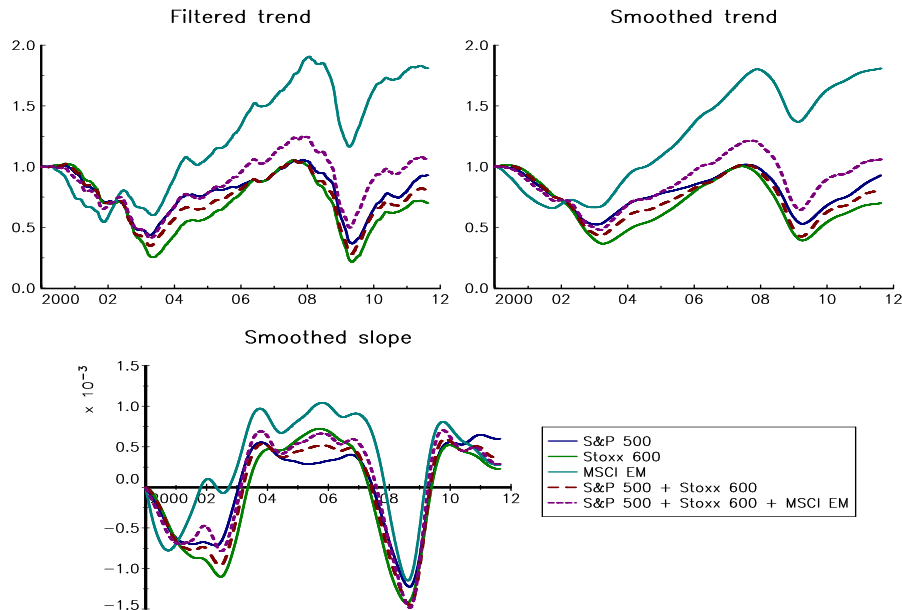 Filtered trend
2.0
1.5
1.0
0.5
0.0
2000 02 04 06 08 10 12
Smoothed trend
2.0
1.5
1.0
0.5
0.0
2000 02 04 06 08 10 12
Smoothed slope
x 10⁻³
1.5
1.0
0.5
0.0
−0.5
−1.0
−1.5
2000 02 04 06 08 10 12
S&P 500
Stoxx 600
MSCI EM
S&P 500 + Stoxx 600
S&P 500 + Stoxx 600 + MSCI EM